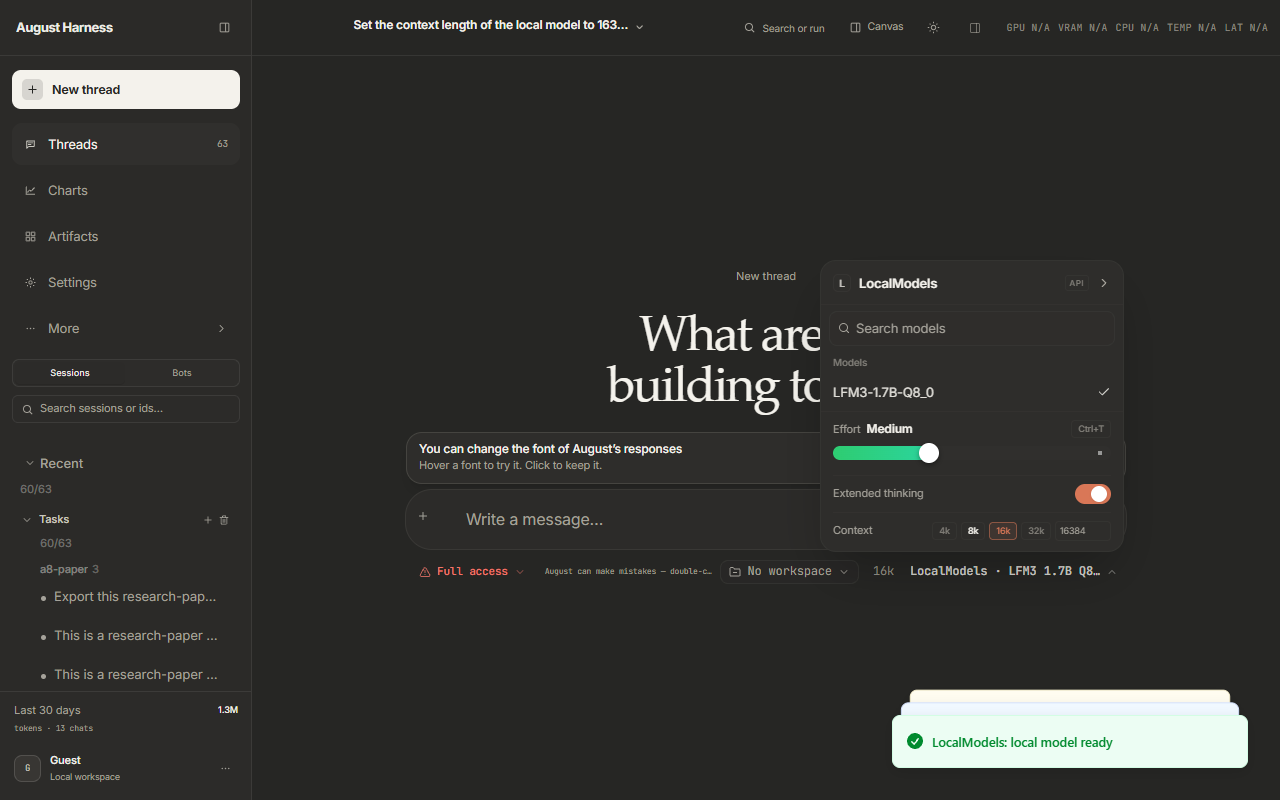 August Harness
Set the context length of the local model to 163...
Search or run
Canvas
GPU N/A VRAM N/A CPU N/A TEMP N/A LAT N/A
New thread
Threads
63
Charts
Artifacts
Settings
More
Sessions
Bots
Search sessions or ids...
Recent
60/63
Tasks
60/63
a8-paper 3
Export this research-pap...
This is a research-paper ...
This is a research-paper ...
Last 30 days
1.3M
tokens · 13 chats
G
Guest
Local workspace
New thread
What are
building to
You can change the font of August's responses
Hover a font to try it. Click to keep it.
Write a message...
L LocalModels
API
Search models
Models
LFM3-1.7B-Q8_0
Effort Medium
Ctrl+T
Extended thinking
Context
4k
8k
16k
32k
16384
Full access
August can make mistakes — double-c...
No workspace
16k
LocalModels · LFM3 1.7B Q8...
LocalModels: local model ready